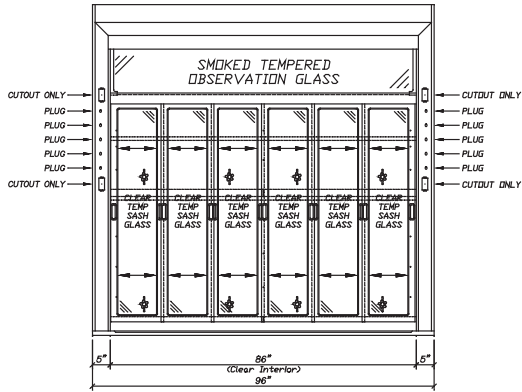 SMOKED TEMPERED
OBSERVATION GLASS
CUTOUT ONLY
PLUG
PLUG
PLUG
PLUG
PLUG
CUTOUT ONLY
CUTOUT ONLY
PLUG
PLUG
PLUG
PLUG
PLUG
CUTOUT ONLY
CLEAR
TEMP
SASH
GLASS
CLEAR
TEMP
SASH
GLASS
CLEAR
TEMP
SASH
GLASS
CLEAR
TEMP
SASH
GLASS
CLEAR
TEMP
SASH
GLASS
CLEAR
TEMP
SASH
GLASS
5" 86" 5"
(Clear Interior)
96"